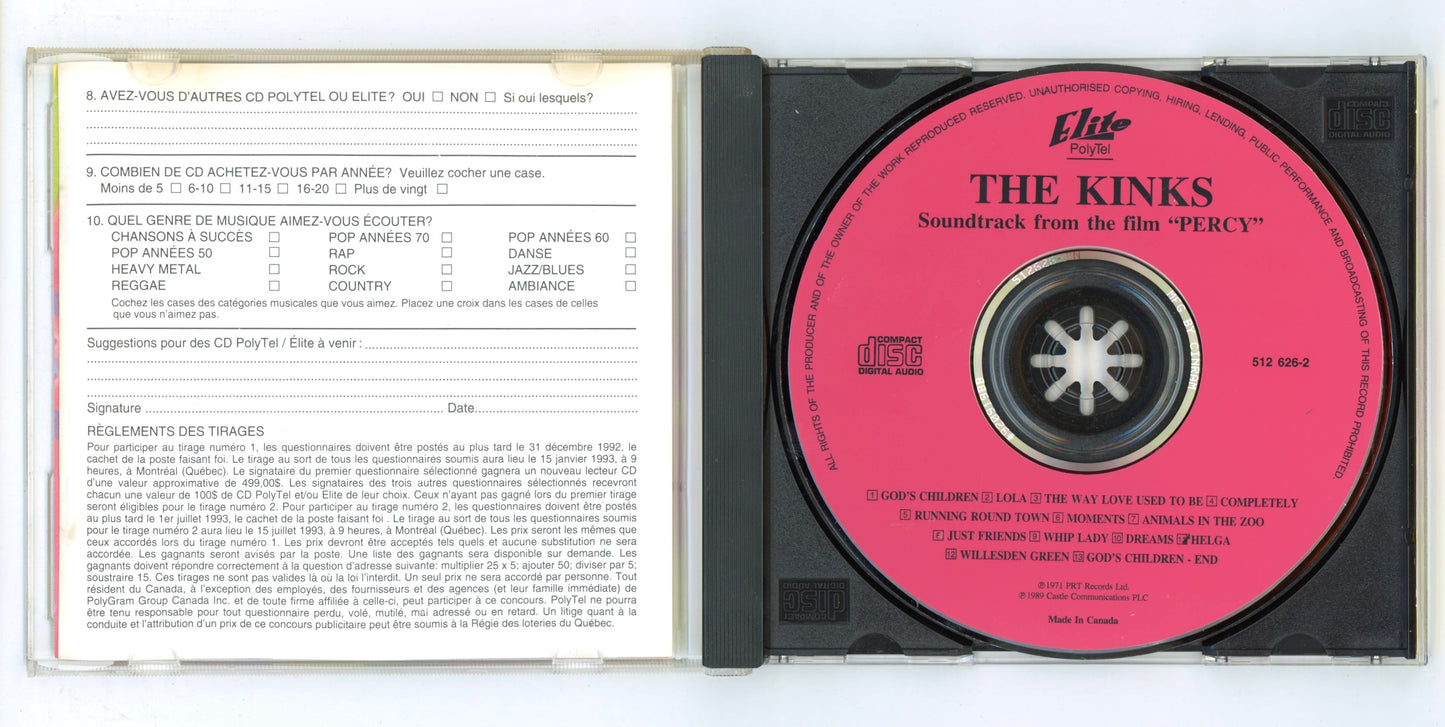 8. AVEZ-VOUS D'AUTRES CD POLYTEL OU ELITE? OUI □ NON □ Si oui lesquels?
9. COMBIEN DE CD ACHETEZ-VOUS PAR ANNÉE? Veuillez cocher une case.
Moins de 5 □ 6-10 □ 11-15 □ 16-20 □ Plus de vingt □
10. QUEL GENRE DE MUSIQUE AIMEZ-VOUS ÉCOUTER?
CHANSONS À SUCCÈS □ POP ANNÉES 70 □ POP ANNÉES 60 □
POP ANNÉES 50 □ RAP □ DANSE □
HEAVY METAL □ ROCK □ JAZZ/BLUES □
REGGAE □ COUNTRY □ AMBIANCE □
Cochez les cases des catégories musicales que vous aimez. Placez une croix dans les cases de celles
que vous n'aimez pas.
Suggestions pour des CD PolyTel / Élite à venir :
Signature Date
RÈGLEMENTS DES TIRAGES
Pour participer au tirage numéro 1, les questionnaires doivent être postés au plus tard le 31 décembre 1992, le
cachet de la poste faisant foi. Le tirage au sort de tous les questionnaires soumis aura lieu le 15 janvier 1993, à 9
heures, à Montréal (Québec). Le signataire du premier questionnaire sélectionné gagnera un nouveau lecteur CD
d'une valeur approximative de 499,00$. Les signataires des trois autres questionnaires sélectionnés recevront
chacun une valeur de 100$ de CD PolyTel et/ou Elite de leur choix. Ceux n'ayant pas gagné lors du premier tirage
seront éligibles pour le tirage numéro 2. Pour participer au tirage numéro 2, les questionnaires doivent être postés
au plus tard le 1er juillet 1993, le cachet de la poste faisant foi . Le tirage au sort de tous les questionnaires soumis
pour le tirage numéro 2 aura lieu le 15 juillet 1993, à 9 heures, à Montréal (Québec). Les prix seront les mêmes que
ceux accordés lors du tirage numéro 1. Les prix devront être acceptés tels quels et aucune substitution ne sera
accordée. Les gagnants seront avisés par la poste. Une liste des gagnants sera disponible sur demande. Les
gagnants doivent répondre correctement à la question d'adresse suivante: multiplier 25 x 5; ajouter 50; diviser par 5;
soustraire 15. Ces tirages ne sont pas valides là où la loi l'interdit. Un seul prix ne sera accordé par personne. Tout
résident du Canada, à l'exception des employés, des fournisseurs et des agences (et leur famille immédiate) de
PolyGram Group Canada Inc. et de toute firme affiliée à celle-ci, peut participer à ce concours. PolyTel ne pourra
être tenu responsable pour tout questionnaire perdu, volé, mutilé, mai adressé ou en retard. Un litige quant à la
conduite et l'attribution d'un prix de ce concours publicitaire peut être soumis à la Régie des loteries du Québec.
ALL RIGHTS OF THE PRODUCER AND OF THE OWNER OF THE WORK REPRODUCED RESERVED. UNAUTHORISED COPYING, HIRING, LENDING, PUBLIC PERFORMANCE AND BROADCASTING OF THIS RECORD PROHIBITED.
Elite
PolyTel
THE KINKS
Soundtrack from the film “PERCY”
MFG BY CINRAM
COMPACT
disc
DIGITAL AUDIO
512 626-2
1 GOD'S CHILDREN 2 LOLA 3 THE WAY LOVE USED TO BE 4 COMPLETELY
5 RUNNING ROUND TOWN 6 MOMENTS 7 ANIMALS IN THE ZOO
JUST FRIENDS 9 WHIP LADY 10 DREAMS HELGA
12 WILLESDEN GREEN 13 GOD'S CHILDREN - END
℗1971 PRT Records Ltd.
℗1989 Castle Communications PLC
Made In Canada
COMPACT
disc
DIGITAL AUDIO
COMPACT
disc
DIGITAL AUDIO